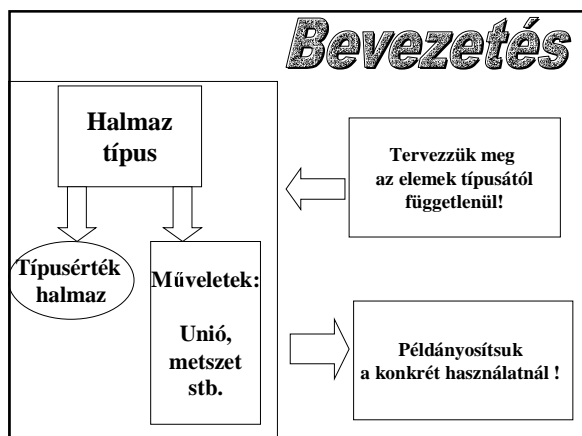 Bevezetés
Halmaz
típus
Típusérték
halmaz
Műveletek:
Unió,
metszet
stb.
Tervezzük meg
az elemek típusától
függetlenül!
Példányosítsuk
a konkrét használatnál !